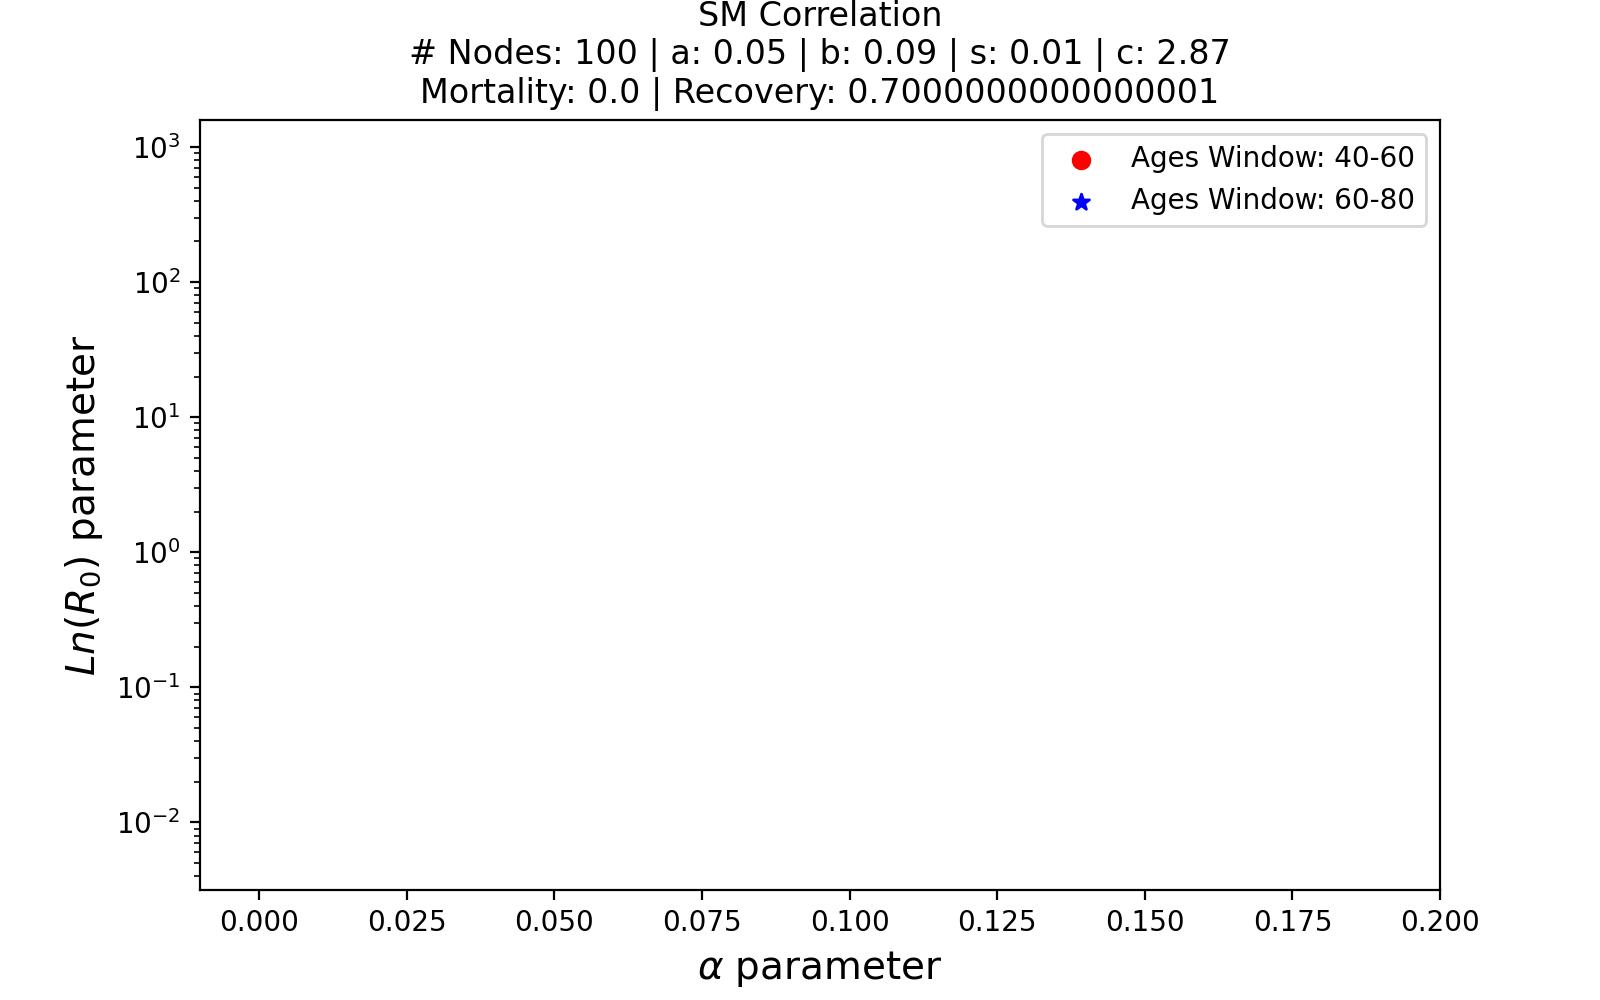 SM Correlation
# Nodes: 100 | a: 0.05 | b: 0.09 | s: 0.01 | c: 2.87
Mortality: 0.0 | Recovery: 0.7000000000000001
Ages Window: 40-60
Ages Window: 60-80
10³
10²
10¹
10⁰
10⁻¹
10⁻²
Ln(R₀) parameter
0.000 0.025 0.050 0.075 0.100 0.125 0.150 0.175 0.200
α parameter